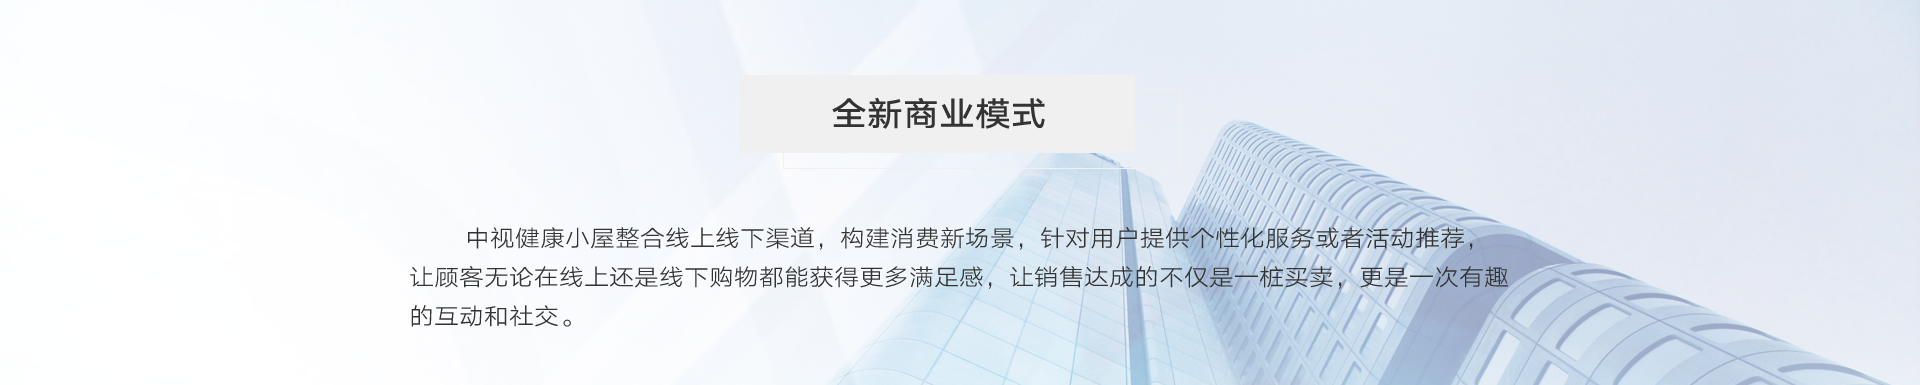 全新商业模式
中视健康小屋整合线上线下渠道，构建消费新场景，针对用户提供个性化服务或者活动推荐，
让顾客无论在线上还是线下购物都能获得更多满足感，让销售达成的不仅是一桩买卖，更是一次有趣
的互动和社交。